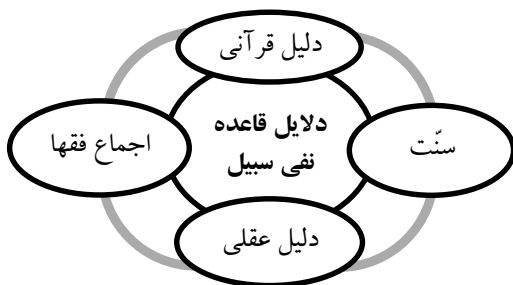 دلیل قرآنی
سنّت
دلایل قاعده
نفی سبیل
اجماع فقها
دلیل عقلی